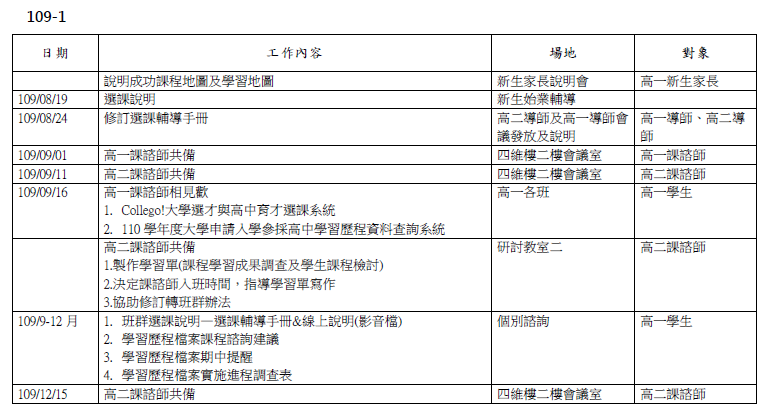 109-1
日期 工作內容 場地 對象
說明成功課程地圖及學習地圖 新生家長說明會 高一新生家長
109/08/19 選課說明 新生始業輔導
109/08/24 修訂選課輔導手冊 高二導師及高一導師會議發放及說明 高一導師、高二導師
109/09/01 高一課諮師共備 四維樓二樓會議室 高一課諮師
109/09/11 高二課諮師共備 四維樓二樓會議室 高二課諮師
109/09/16 高一課諮師相見歡 高一各班 高一學生
1. Collego!大學選才與高中育才選課系統
2. 110 學年度大學申請入學參採高中學習歷程資料查詢系統
高二課諮師共備 研討教室二 高二課諮師
1.製作學習單(課程學習成果調查及學生課程檢討)
2.決定課諮師入班時間，指導學習單寫作
3.協助修訂轉班群辦法
109/9-12 月 1. 班群選課說明—選課輔導手冊&線上說明(影音檔) 個別諮詢 高一學生
2. 學習歷程檔案課程諮詢建議
3. 學習歷程檔案期中提醒
4. 學習歷程檔案實施進程調查表
109/12/15 高二課諮師共備 四維樓二樓會議室 高二課諮師